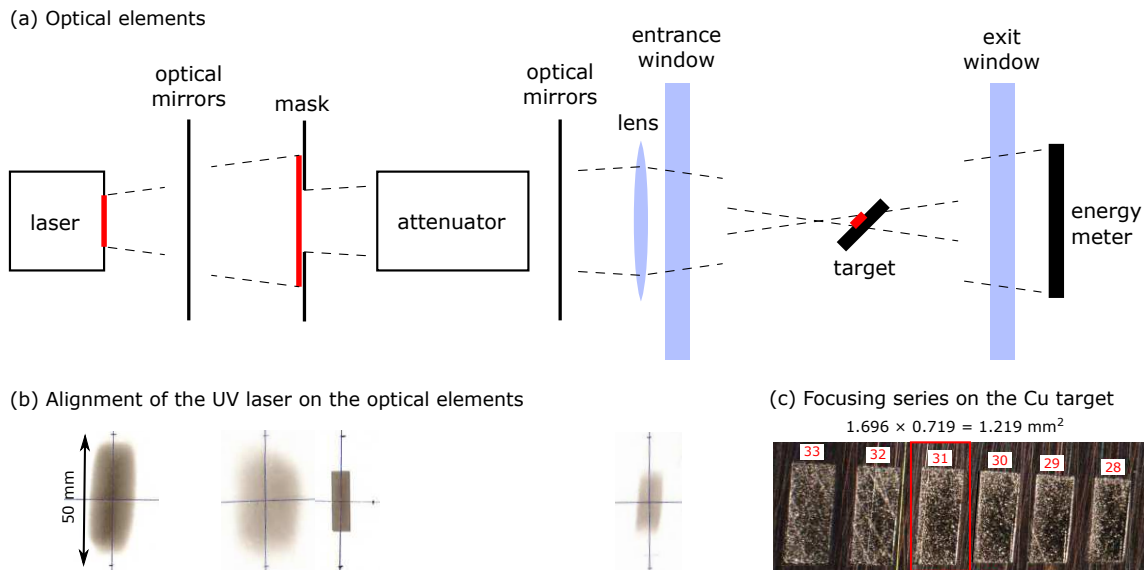 (a) Optical elements
optical
mirrors
mask
optical
mirrors
lens
entrance
window
exit
window
laser
attenuator
target
energy
meter
(b) Alignment of the UV laser on the optical elements
50 mm
(c) Focusing series on the Cu target
1.696 × 0.719 = 1.219 mm²
33 32 31 30 29 28